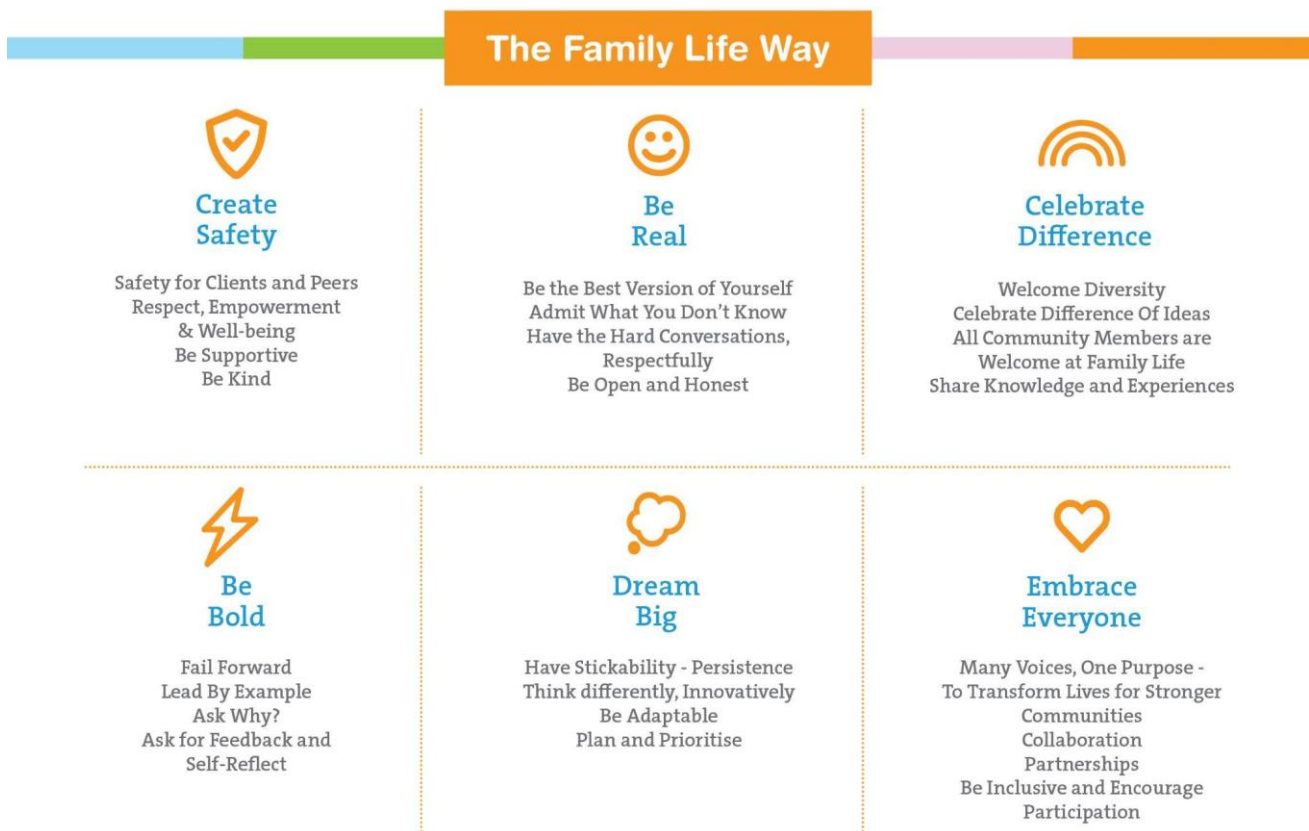 The Family Life Way
Create
Safety
Safety for Clients and Peers
Respect, Empowerment
& Well-being
Be Supportive
Be Kind
Be
Real
Be the Best Version of Yourself
Admit What You Don’t Know
Have the Hard Conversations,
Respectfully
Be Open and Honest
Celebrate
Difference
Welcome Diversity
Celebrate Difference Of Ideas
All Community Members are
Welcome at Family Life
Share Knowledge and Experiences
Be
Bold
Fail Forward
Lead By Example
Ask Why?
Ask for Feedback and
Self-Reflect
Dream
Big
Have Stickability - Persistence
Think differently, Innovatively
Be Adaptable
Plan and Prioritise
Embrace
Everyone
Many Voices, One Purpose -
To Transform Lives for Stronger
Communities
Collaboration
Partnerships
Be Inclusive and Encourage
Participation